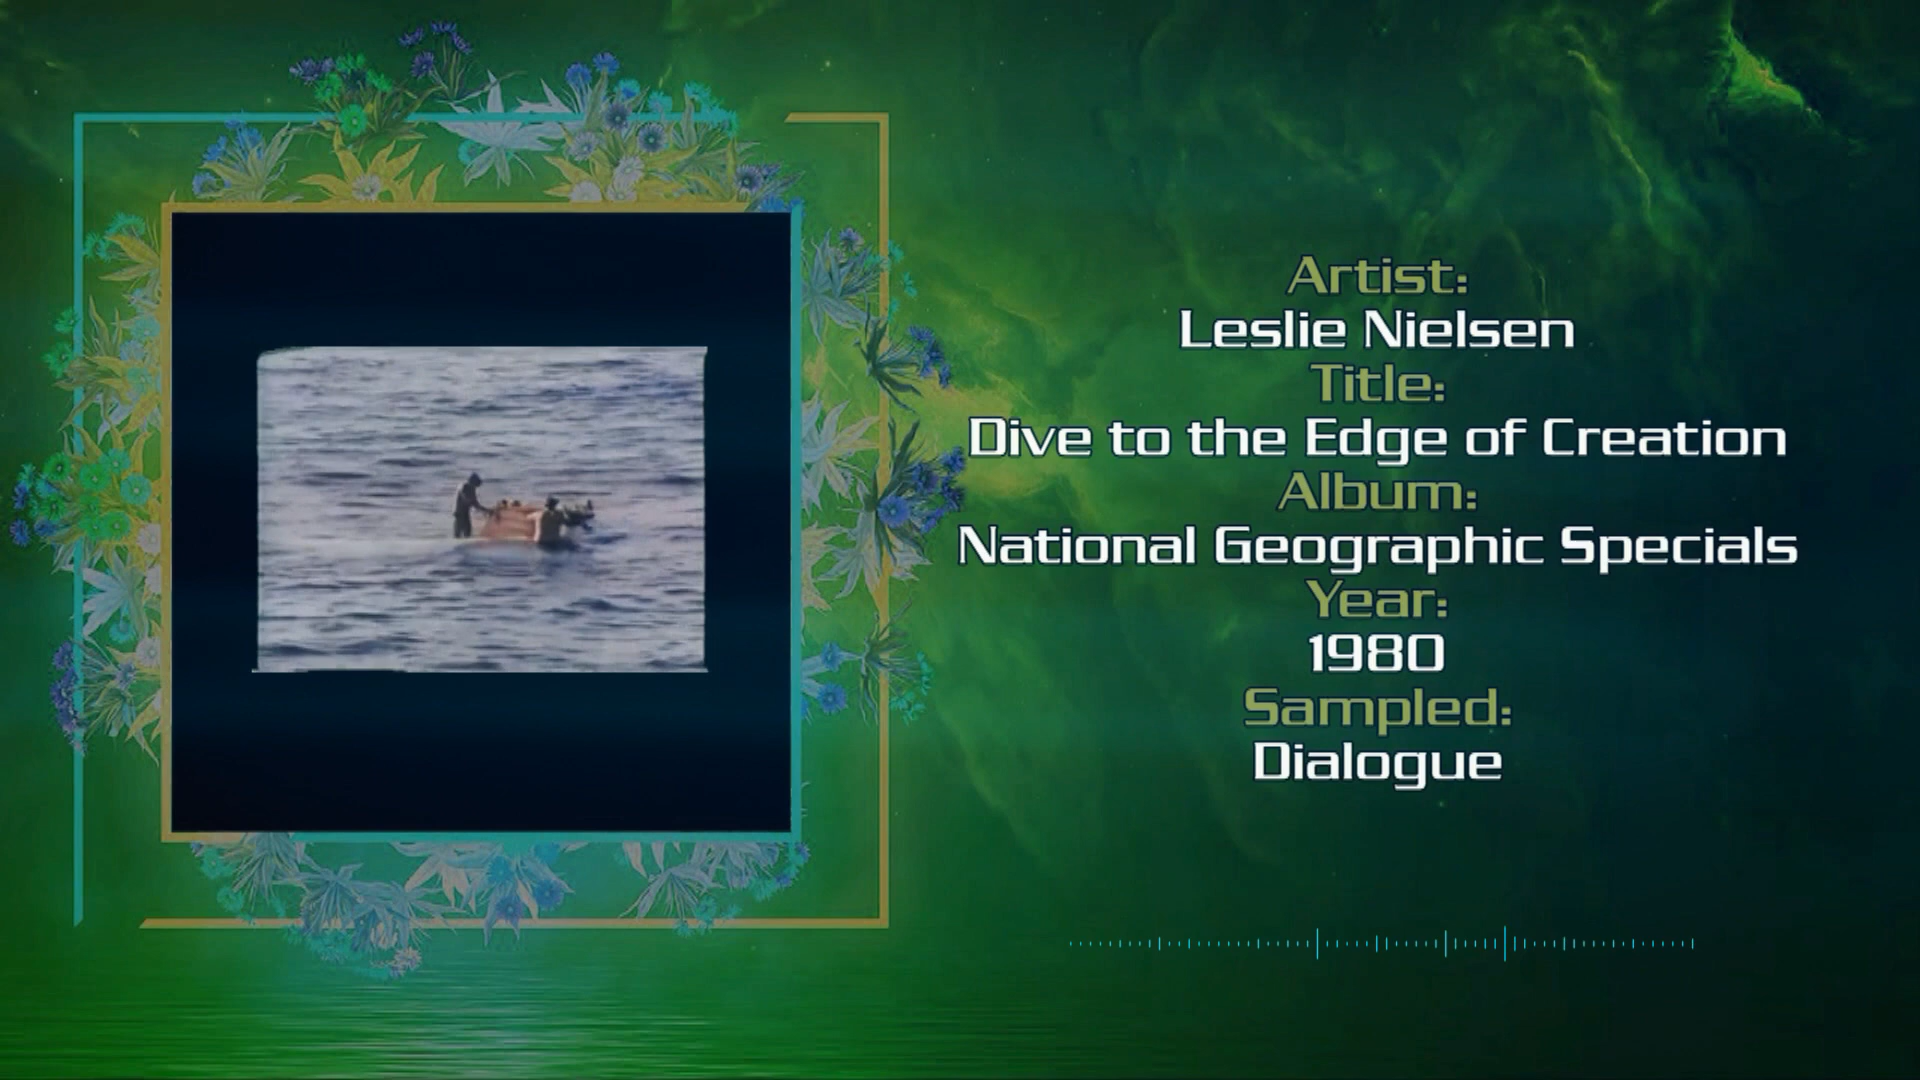 Artist:
Leslie Nielsen
Title:
Dive to the Edge of Creation
Album:
National Geographic Specials
Year:
1980
Sampled:
Dialogue